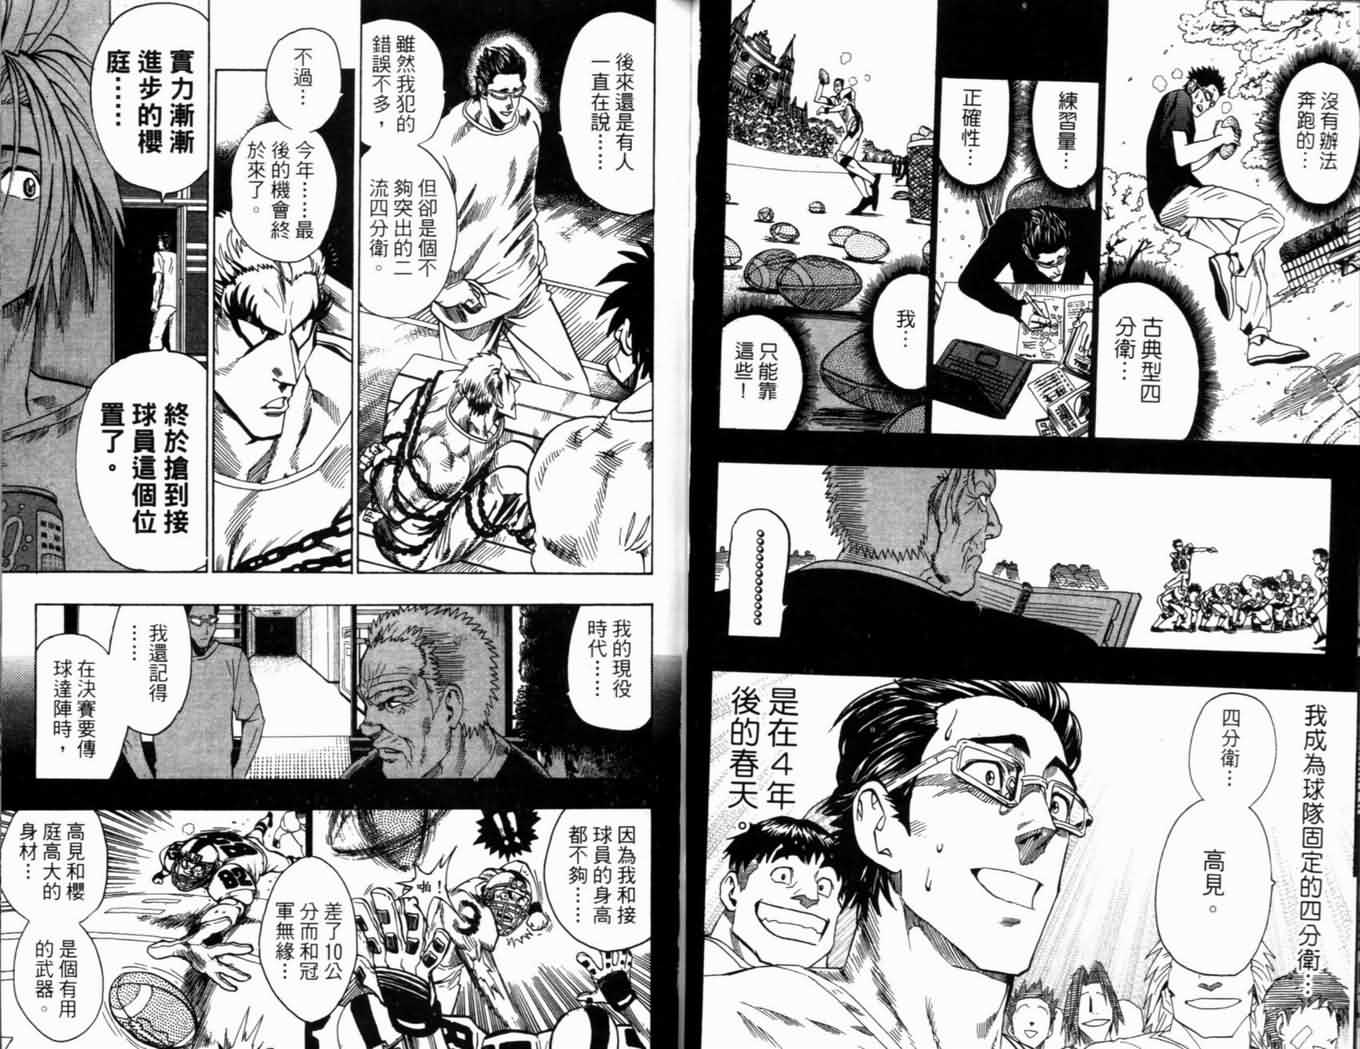 沒有辦法
奔跑的…
古典型四
分衛…
練習量…
正確性…
我…
只能靠
這些！
…………
我成為球隊固定的四分衛…
四分衛…
高見。
是在４年
後的春天。
後來還是有人
一直在說……
雖然我犯的
錯誤不多，
但卻是個不
夠突出的二
流四分衛。
不過…
今年……最
後的機會終
於來了。
實力漸漸
進步的櫻
庭……
終於搶到接
球員這個位
置了。
我的現役
時代……
我還記得
……
在決賽要傳
球達陣時，
因為我和接
球員的身高
都不夠……
差了10公
分而和冠
軍無緣…
啪！
高見和櫻
庭高大的
身材…
是個有用
的武器。
82